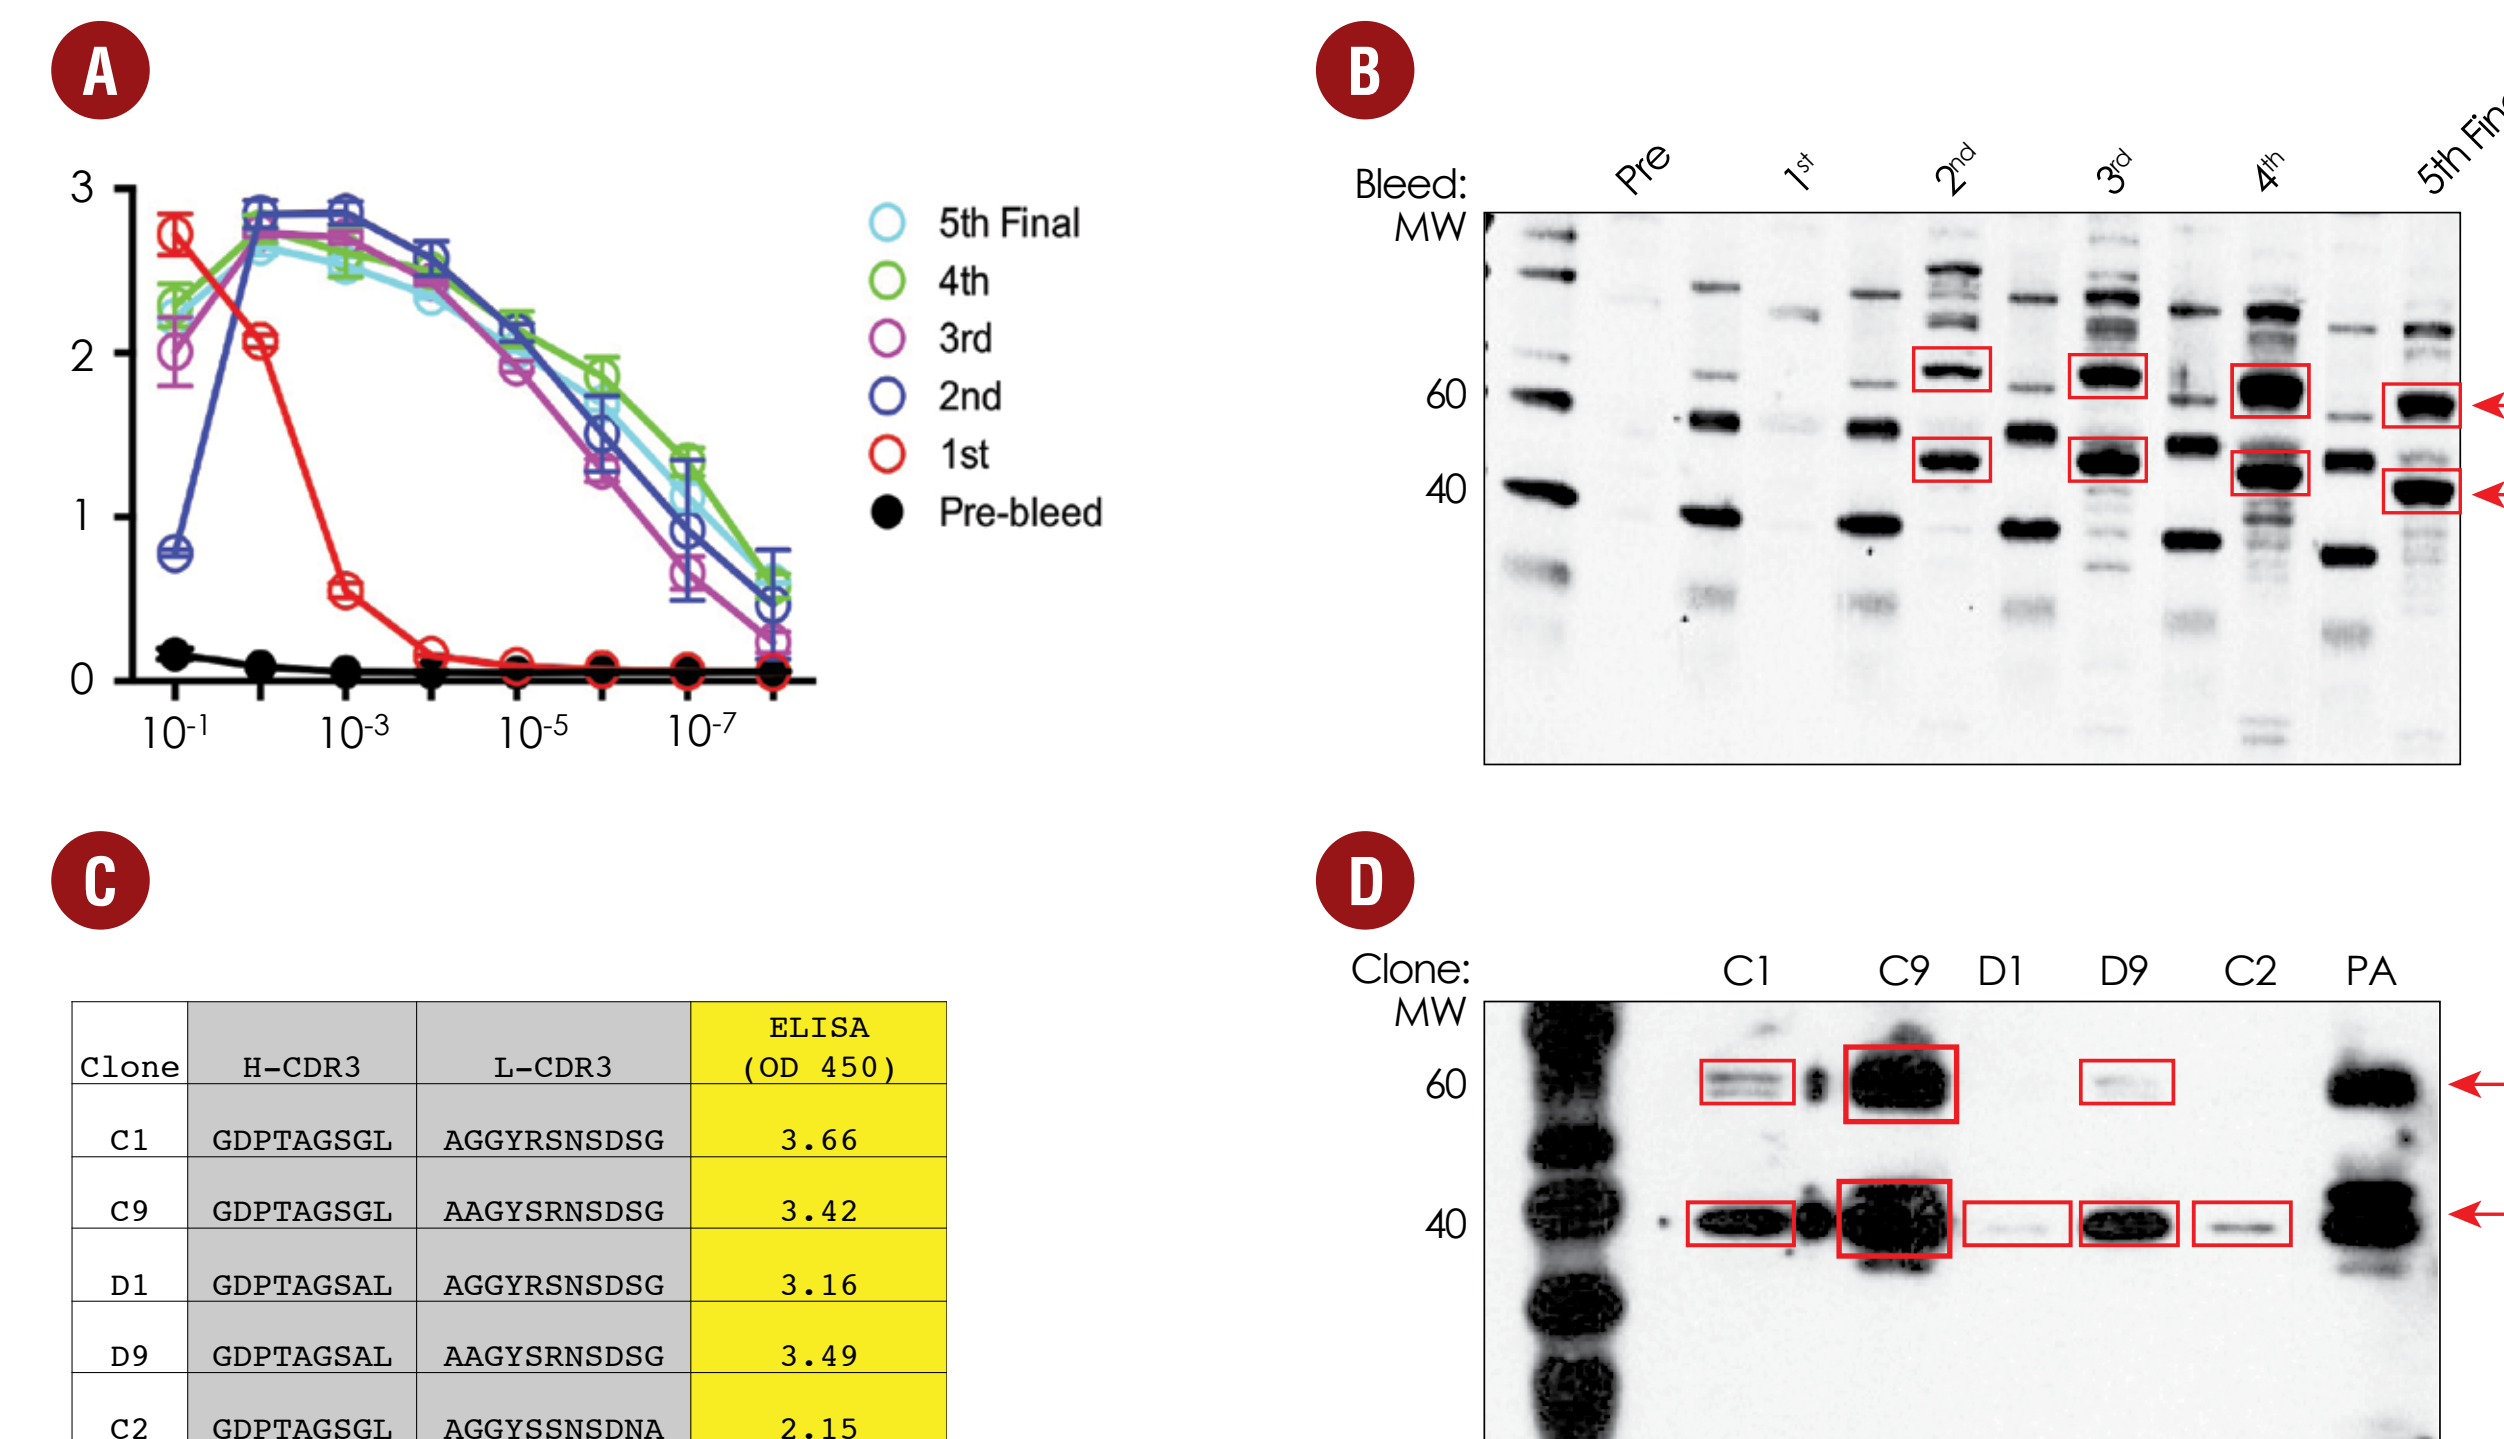 A
3
2
1
0
10-1
10-3
10-5
10-7
5th Final
4th
3rd
2nd
1st
Pre-bleed
B
Bleed:
Pre
1st
2nd
3rd
4th
5th Fin
MW
60
40
C
Clone H-CDR3 L-CDR3 ELISA (OD 450)
C1 GDPTAGSGL AGGYRSNSDSG 3.66
C9 GDPTAGSGL AAGYSRNSDSG 3.42
D1 GDPTAGSAL AGGYRSNSDSG 3.16
D9 GDPTAGSAL AAGYSRNSDSG 3.49
C2 GDPTAGSGL AGGYSSNSDNA 2.15
D
Clone: C1 C9 D1 D9 C2 PA
MW
60
40